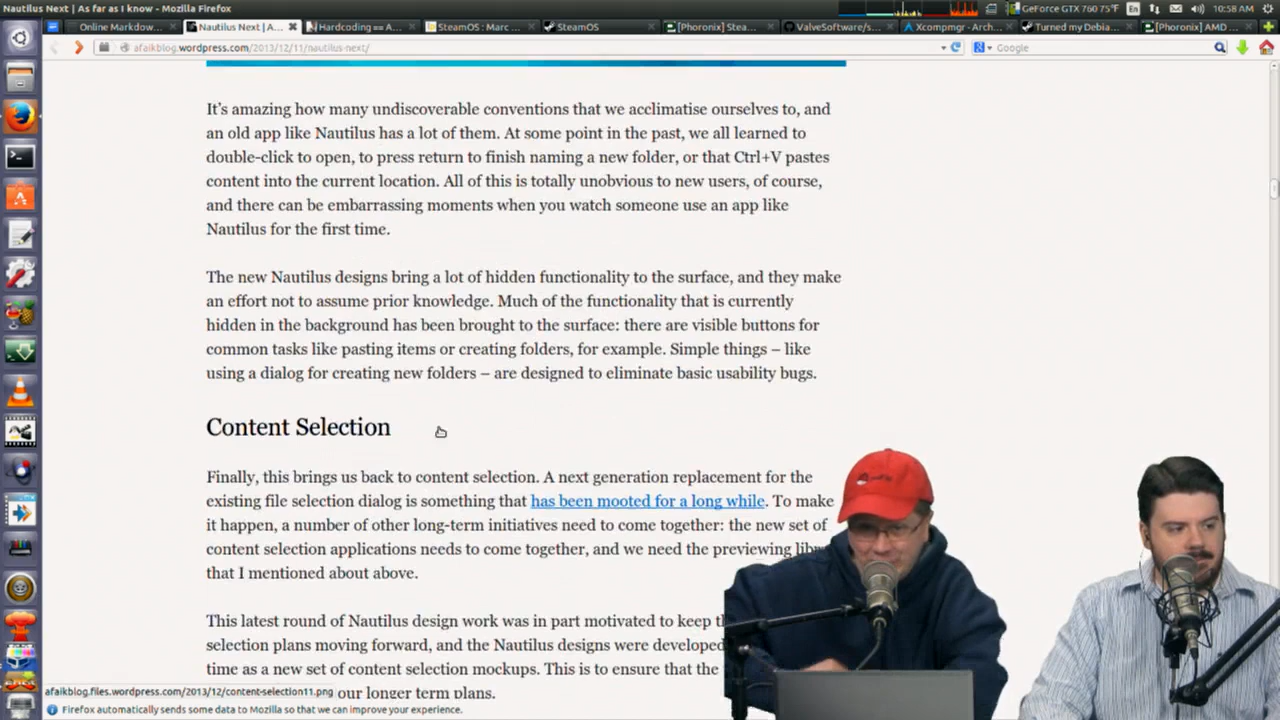 Nautilus Next | As far as I know - Mozilla Firefox
GeForce GTX 760 75°F
En
10:58 AM
Online Markdow...
Nautilus Next | A...
Hardcoding == A...
SteamOS : Marc ...
SteamOS
[Phoronix] Stea...
ValveSoftware/s...
Xcompmgr - Arch...
Turned my Debia...
[Phoronix] AMD ...
afaikblog.wordpress.com/2013/12/11/nautilus-next/
Google
It's amazing how many undiscoverable conventions that we acclimatise ourselves to, and
an old app like Nautilus has a lot of them. At some point in the past, we all learned to
double-click to open, to press return to finish naming a new folder, or that Ctrl+V pastes
content into the current location. All of this is totally unobvious to new users, of course,
and there can be embarrassing moments when you watch someone use an app like
Nautilus for the first time.
The new Nautilus designs bring a lot of hidden functionality to the surface, and they make
an effort not to assume prior knowledge. Much of the functionality that is currently
hidden in the background has been brought to the surface: there are visible buttons for
common tasks like pasting items or creating folders, for example. Simple things – like
using a dialog for creating new folders – are designed to eliminate basic usability bugs.
Content Selection
Finally, this brings us back to content selection. A next generation replacement for the
existing file selection dialog is something that has been mooted for a long while. To make
it happen, a number of other long-term initiatives need to come together: the new set of
content selection applications needs to come together, and we need the previewing
that I mentioned about above.
This latest round of Nautilus design work was in part motivated to keep
selection plans moving forward, and the Nautilus designs were developed
time as a new set of content selection mockups. This is to ensure that the
our longer term plans.
afaikblog.files.wordpress.com/2013/12/content-selection11.png
Firefox automatically sends some data to Mozilla so that we can improve your experience.